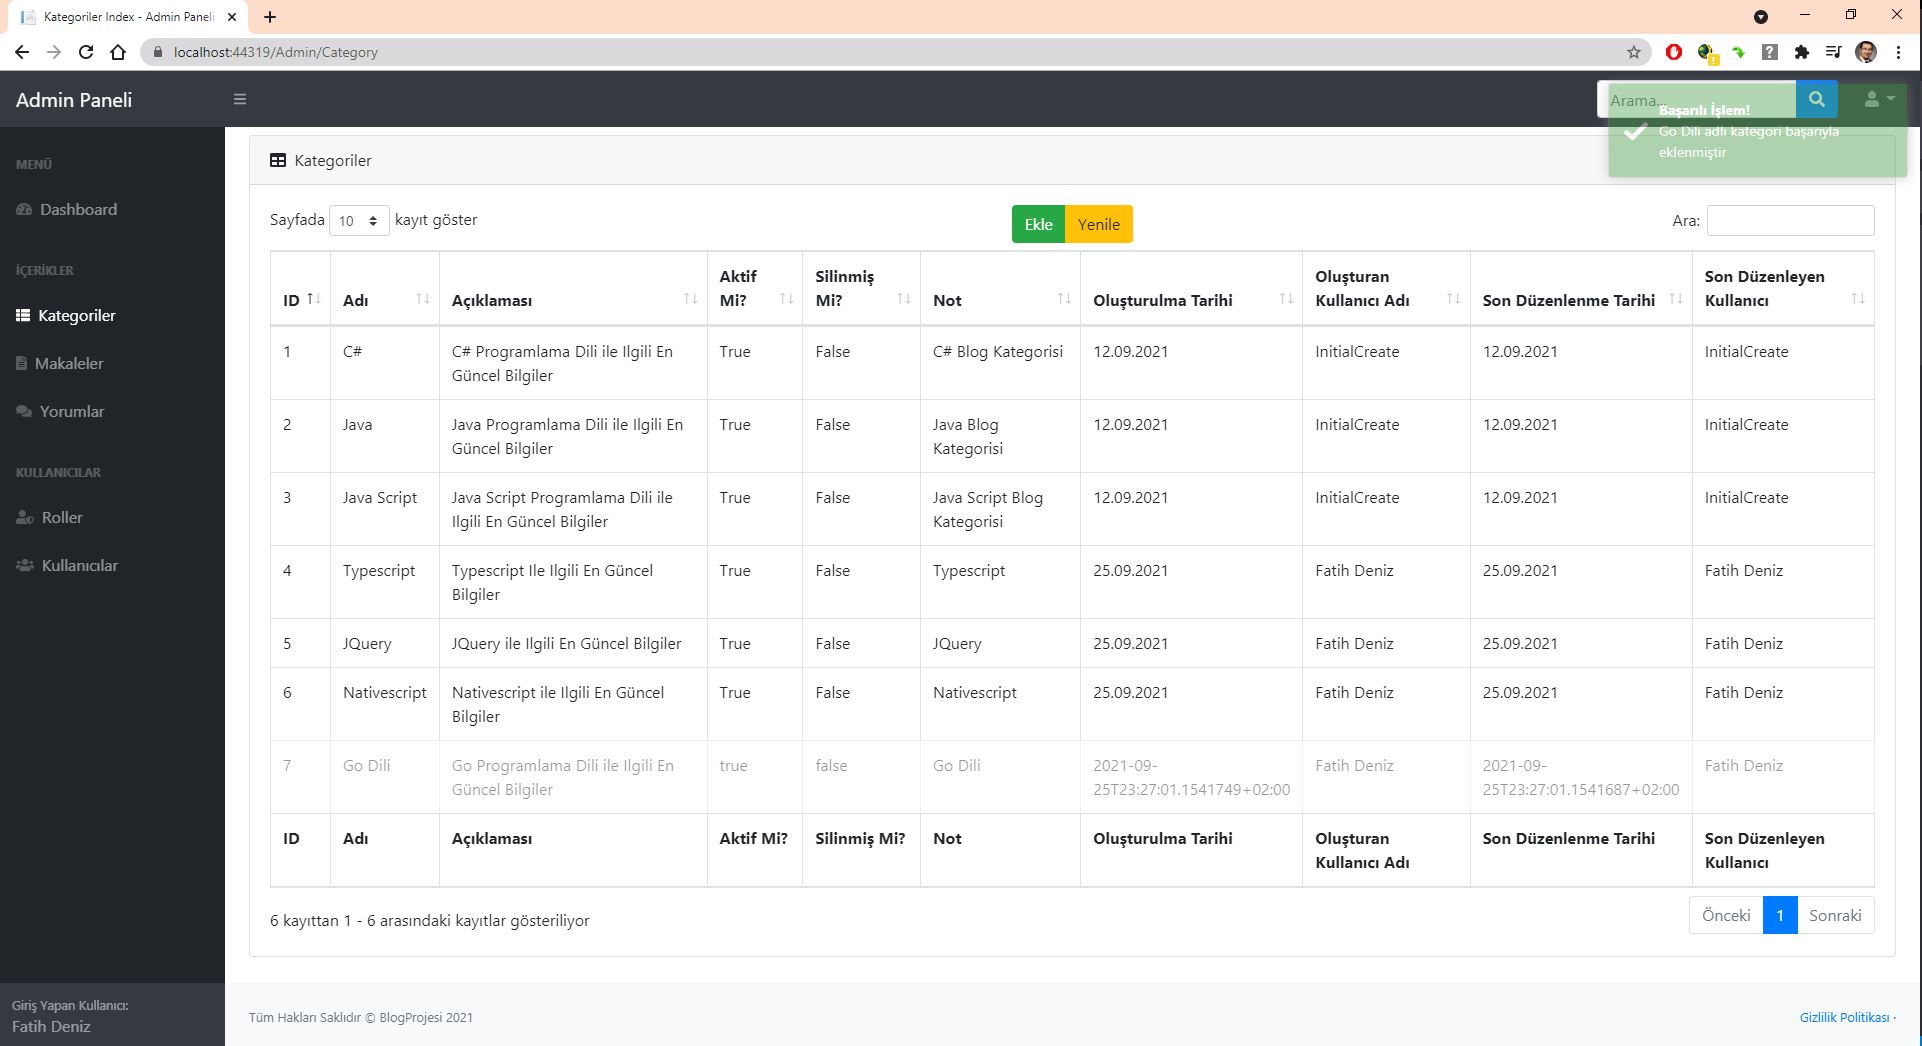 Kategoriler Index - Admin Paneli
localhost:44319/Admin/Category
Admin Paneli
Arama...
Başarılı İşlem!
Go Dili adlı kategori başarıyla
eklenmiştir
MENÜ
Dashboard
İÇERİKLER
Kategoriler
Makaleler
Yorumlar
KULLANICILAR
Roller
Kullanıcılar
Giriş Yapan Kullanıcı:
Fatih Deniz
Kategoriler
Sayfada 10 kayıt göster
Ekle Yenile
Ara:
ID Adı Açıklaması Aktif Mi? Silinmiş Mi? Not Oluşturulma Tarihi Oluşturan Kullanıcı Adı Son Düzenlenme Tarihi Son Düzenleyen Kullanıcı
1 C# C# Programlama Dili ile Ilgili En Güncel Bilgiler True False C# Blog Kategorisi 12.09.2021 InitialCreate 12.09.2021 InitialCreate
2 Java Java Programlama Dili ile Ilgili En Güncel Bilgiler True False Java Blog Kategorisi 12.09.2021 InitialCreate 12.09.2021 InitialCreate
3 Java Script Java Script Programlama Dili ile Ilgili En Güncel Bilgiler True False Java Script Blog Kategorisi 12.09.2021 InitialCreate 12.09.2021 InitialCreate
4 Typescript Typescript Ile Ilgili En Güncel Bilgiler True False Typescript 25.09.2021 Fatih Deniz 25.09.2021 Fatih Deniz
5 JQuery JQuery ile Ilgili En Güncel Bilgiler True False JQuery 25.09.2021 Fatih Deniz 25.09.2021 Fatih Deniz
6 Nativescript Nativescript ile Ilgili En Güncel Bilgiler True False Nativescript 25.09.2021 Fatih Deniz 25.09.2021 Fatih Deniz
7 Go Dili Go Programlama Dili ile Ilgili En Güncel Bilgiler true false Go Dili 2021-09-25T23:27:01.1541749+02:00 Fatih Deniz 2021-09-25T23:27:01.1541687+02:00 Fatih Deniz
ID Adı Açıklaması Aktif Mi? Silinmiş Mi? Not Oluşturulma Tarihi Oluşturan Kullanıcı Adı Son Düzenlenme Tarihi Son Düzenleyen Kullanıcı
6 kayıttan 1 - 6 arasındaki kayıtlar gösteriliyor
Önceki 1 Sonraki
Tüm Hakları Saklıdır © BlogProjesi 2021
Gizlilik Politikası ·